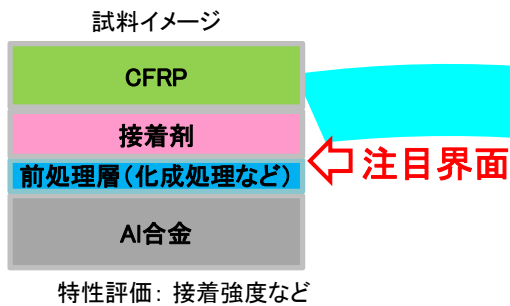 試料イメージ
CFRP
接着剤
前処理層(化成処理など)
注目界面
Al合金
特性評価: 接着強度など